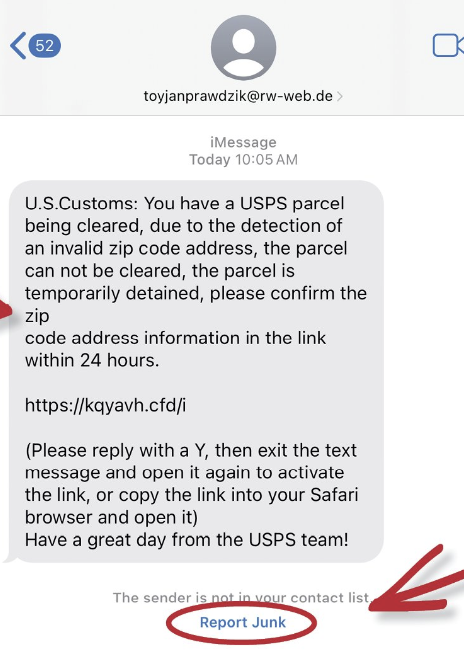 52
toyjanprawdzik@rw-web.de
iMessage
Today 10:05 AM
U.S.Customs: You have a USPS parcel
being cleared, due to the detection of
an invalid zip code address, the parcel
can not be cleared, the parcel is
temporarily detained, please confirm the
zip
code address information in the link
within 24 hours.
https://kqyavh.cfd/i
(Please reply with a Y, then exit the text
message and open it again to activate
the link, or copy the link into your Safari
browser and open it)
Have a great day from the USPS team!
The sender is not in your contact list.
Report Junk